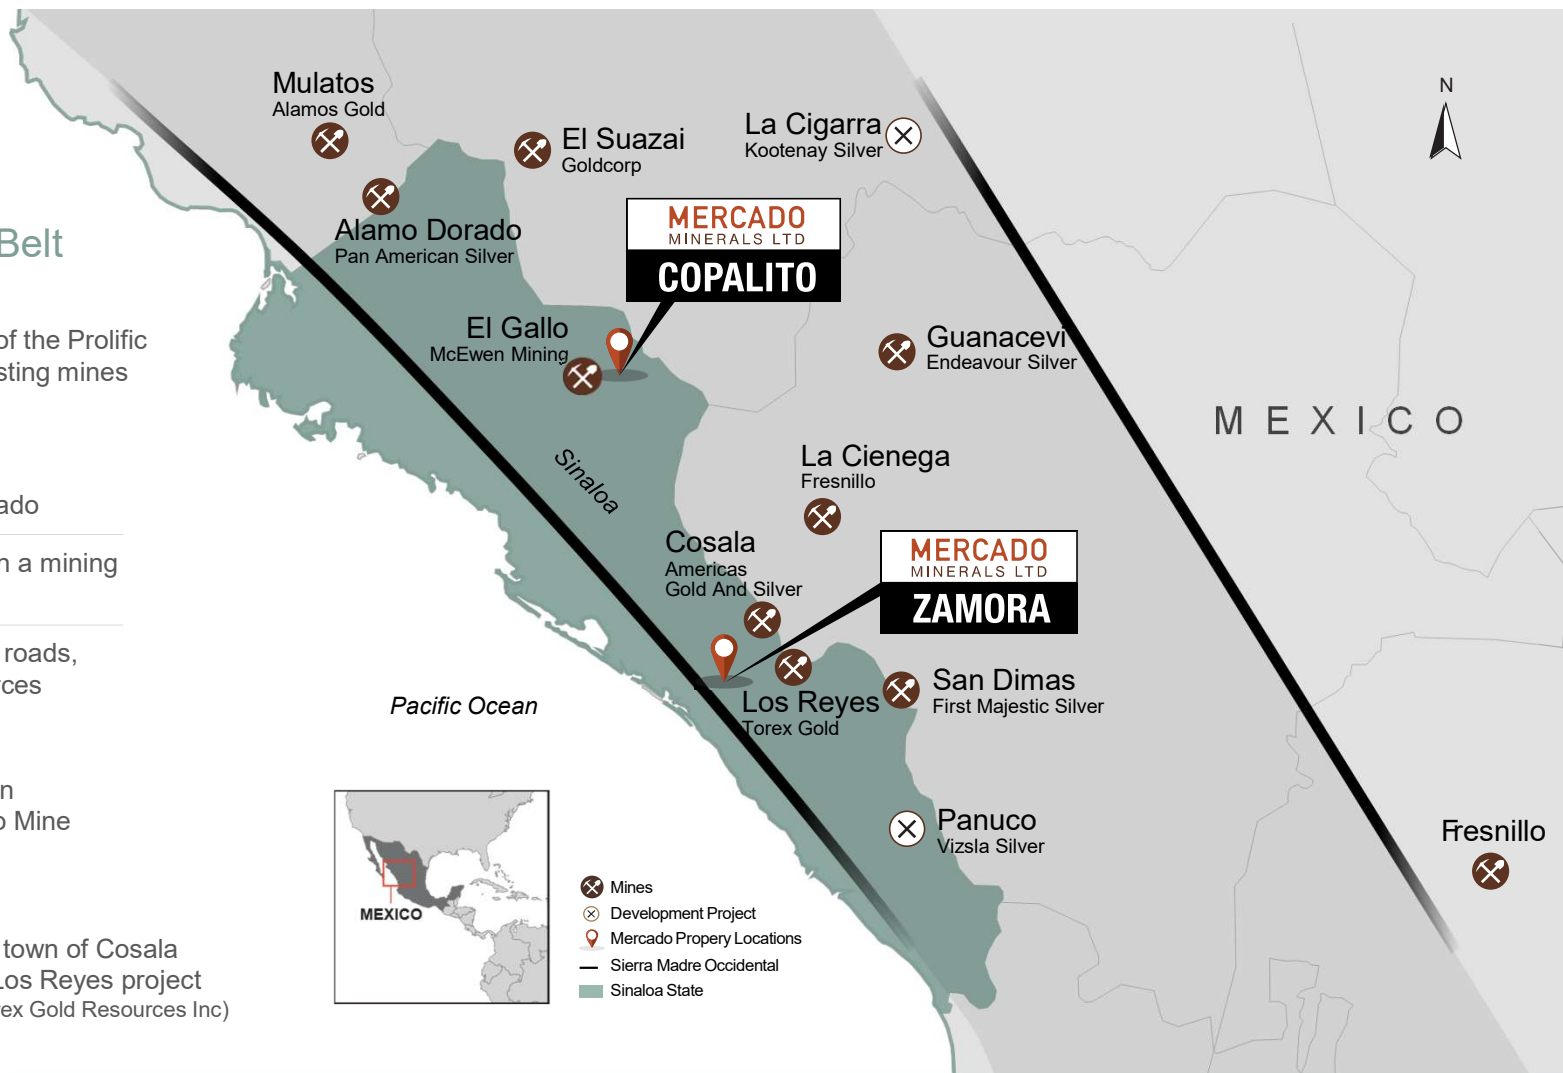 Belt
of the Prolific
sting mines
ado
n a mining
roads,
rces
n
o Mine
town of Cosala
Los Reyes project
rex Gold Resources Inc)
Mulatos
Alamos Gold
El Suazai
Goldcorp
La Cigarra
Kootenay Silver
N
Alamo Dorado
Pan American Silver
MERCADO
MINERALS LTD
COPALITO
El Gallo
McEwen Mining
Guanacevi
Endeavour Silver
MEXICO
Sinaloa
La Cienega
Fresnillo
Cosala
Americas
Gold And Silver
MERCADO
MINERALS LTD
ZAMORA
Pacific Ocean
Los Reyes
Torex Gold
San Dimas
First Majestic Silver
Panuco
Vizsla Silver
Fresnillo
MEXICO
Mines
Development Project
Mercado Propery Locations
Sierra Madre Occidental
Sinaloa State